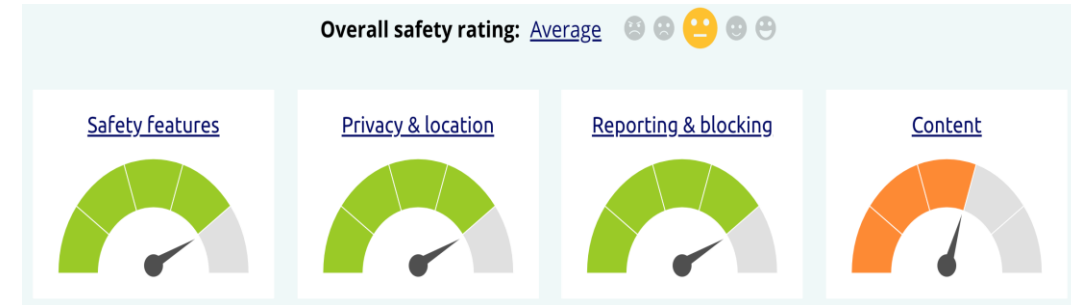 Overall safety rating: Average
Safety features
Privacy & location
Reporting & blocking
Content